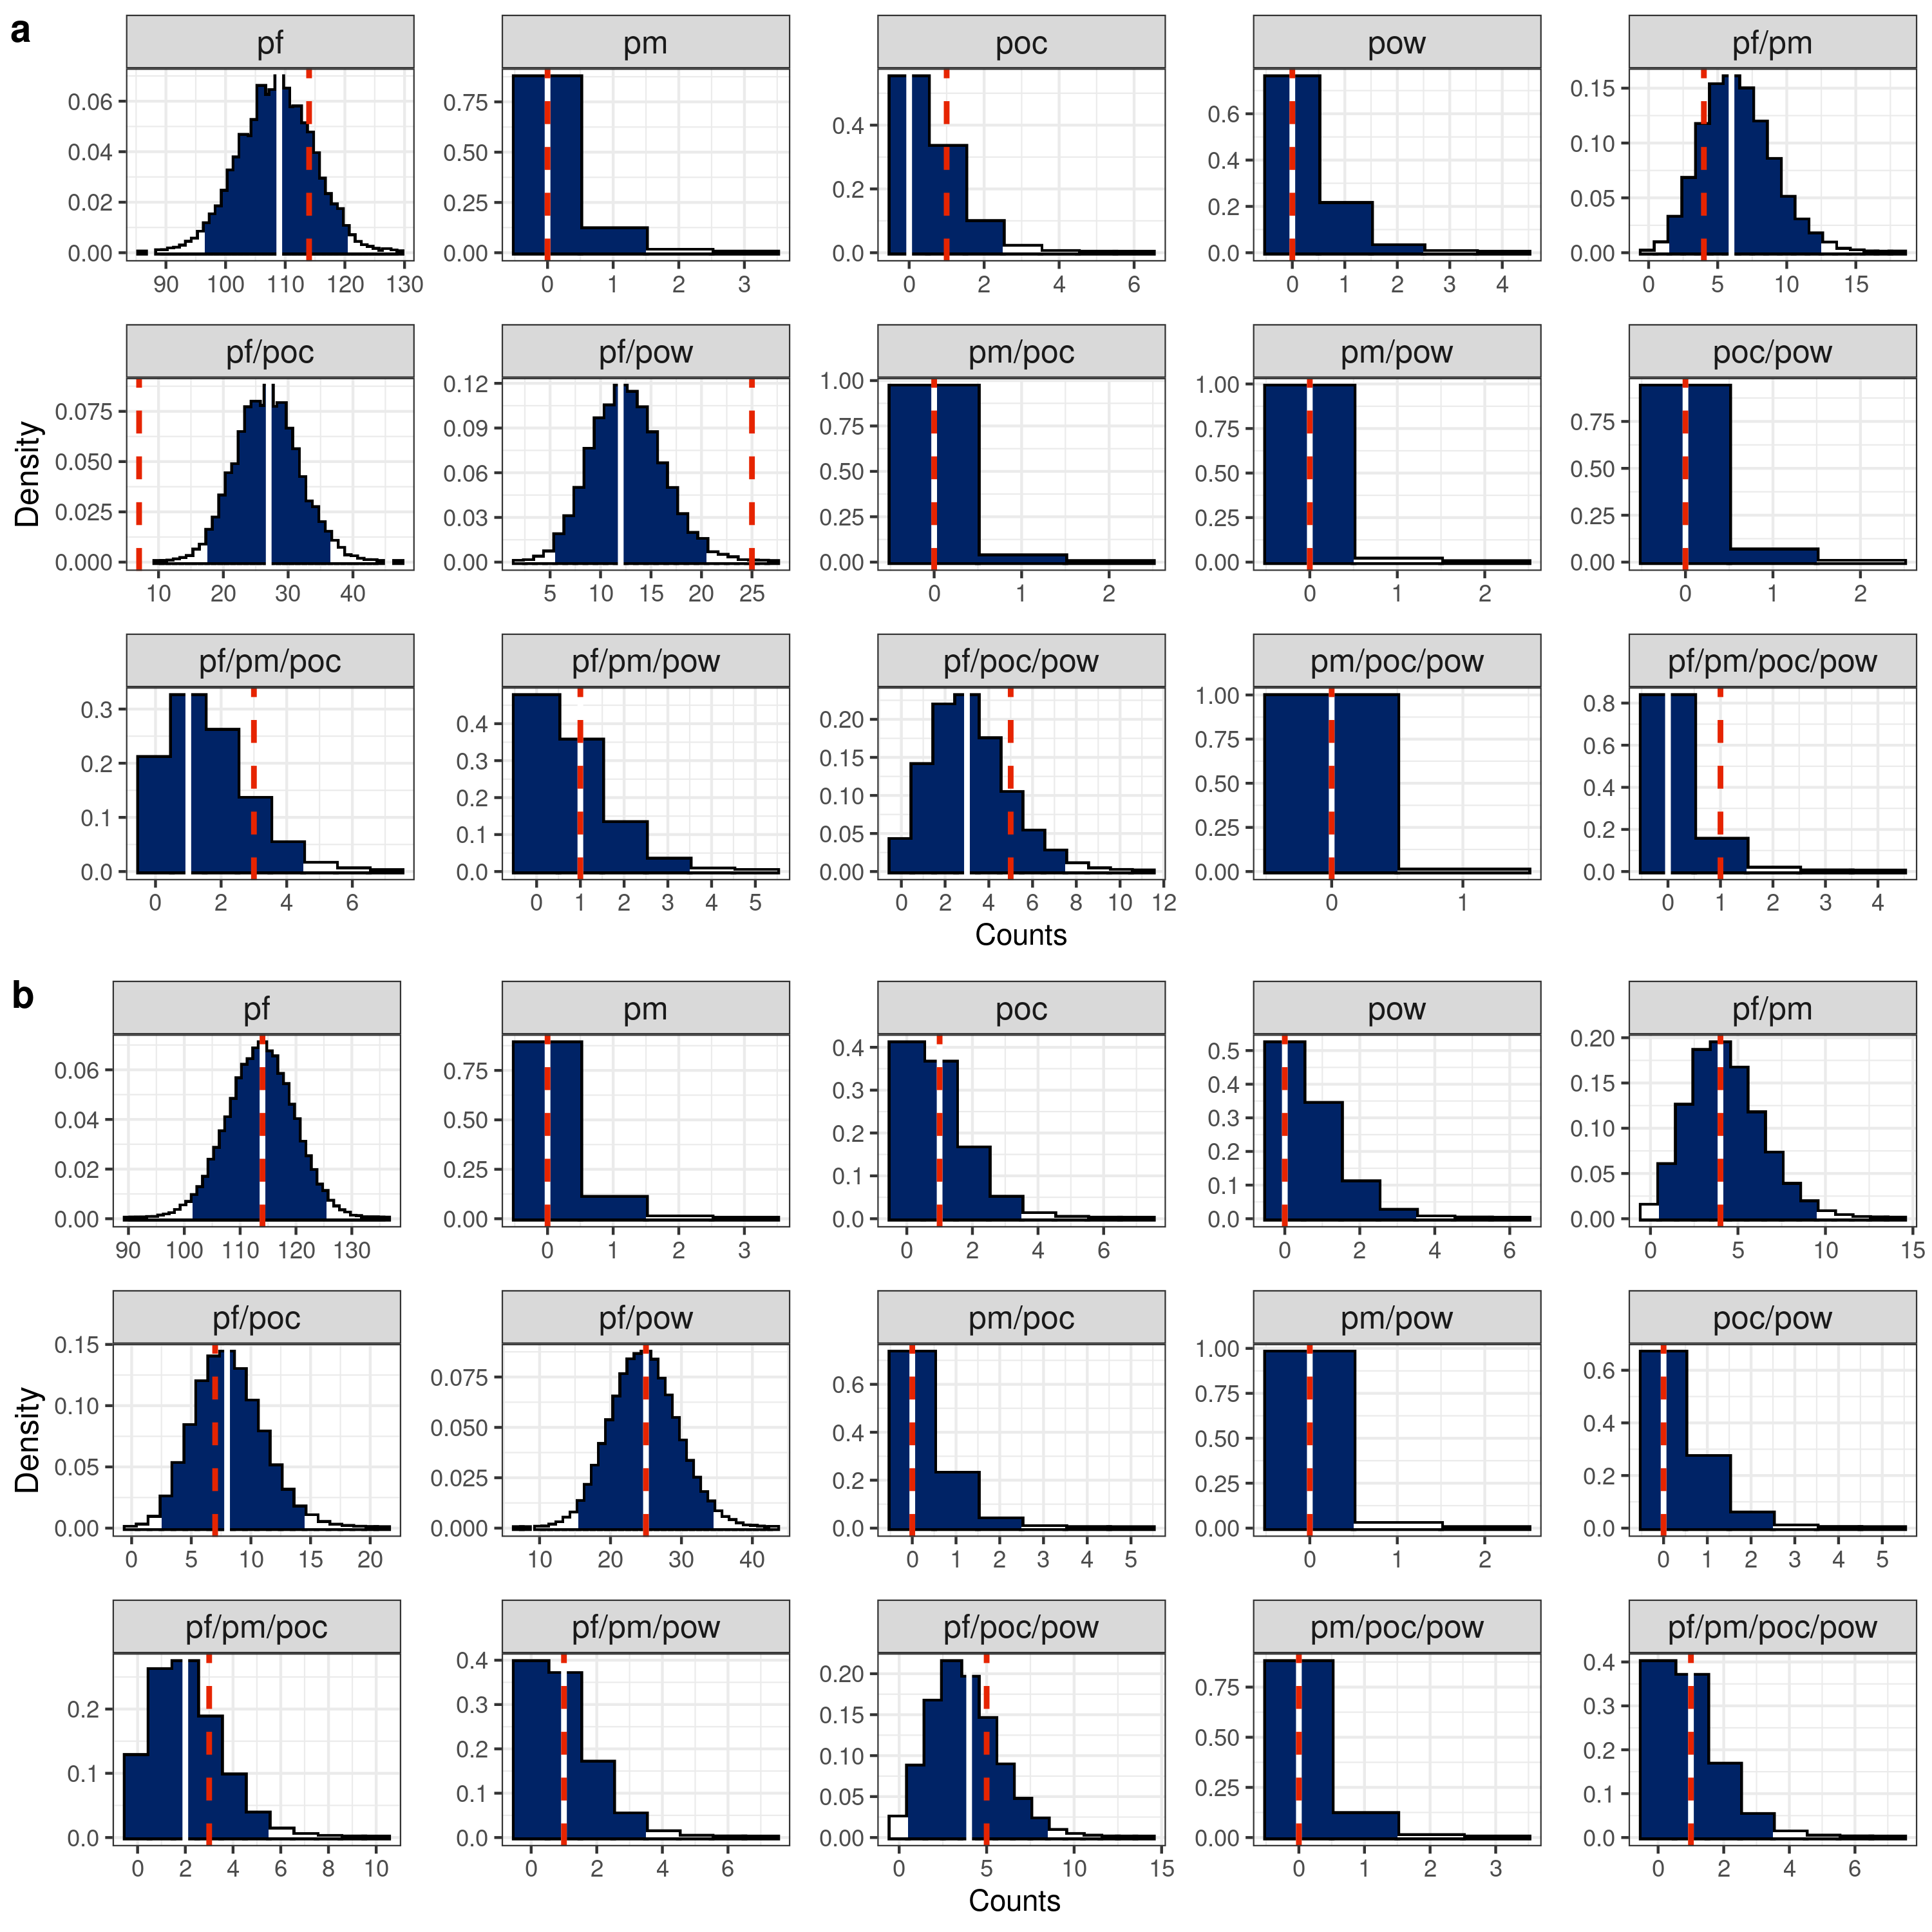 a
pf pm poc pow pf/pm
0.06 0.04 0.02 0.00
90 100 110 120 130
0.75 0.50 0.25 0.00
0 1 2 3
0.4 0.2 0.0
0 2 4 6
0.6 0.4 0.2 0.0
0 1 2 3 4
0.15 0.10 0.05 0.00
0 5 10 15
Density
pf/poc pf/pow pm/poc pm/pow poc/pow
0.075 0.050 0.025 0.000
10 20 30 40
0.12 0.09 0.06 0.03 0.00
5 10 15 20 25
1.00 0.75 0.50 0.25 0.00
0 1 2
1.00 0.75 0.50 0.25 0.00
0 1 2
0.75 0.50 0.25 0.00
0 1 2
pf/pm/poc pf/pm/pow pf/poc/pow pm/poc/pow pf/pm/poc/pow
0.3 0.2 0.1 0.0
0 2 4 6
0.4 0.3 0.2 0.1 0.0
0 1 2 3 4 5
0.20 0.15 0.10 0.05 0.00
0 2 4 6 8 10 12
1.00 0.75 0.50 0.25 0.00
0 1
0.8 0.6 0.4 0.2 0.0
0 1 2 3 4
Counts
b
pf pm poc pow pf/pm
0.06 0.04 0.02 0.00
90 100 110 120 130
0.75 0.50 0.25 0.00
0 1 2 3
0.4 0.3 0.2 0.1 0.0
0 2 4 6
0.5 0.4 0.3 0.2 0.1 0.0
0 2 4 6
0.20 0.15 0.10 0.05 0.00
0 5 10 15
Density
pf/poc pf/pow pm/poc pm/pow poc/pow
0.15 0.10 0.05 0.00
0 5 10 15 20
0.075 0.050 0.025 0.000
10 20 30 40
0.6 0.4 0.2 0.0
0 1 2 3 4 5
1.00 0.75 0.50 0.25 0.00
0 1 2
0.6 0.4 0.2 0.0
0 1 2 3 4 5
pf/pm/poc pf/pm/pow pf/poc/pow pm/poc/pow pf/pm/poc/pow
0.2 0.1 0.0
0 2 4 6 8 10
0.4 0.3 0.2 0.1 0.0
0 2 4 6
0.20 0.15 0.10 0.05 0.00
0 5 10 15
0.75 0.50 0.25 0.00
0 1 2 3
0.4 0.3 0.2 0.1 0.0
0 2 4 6
Counts